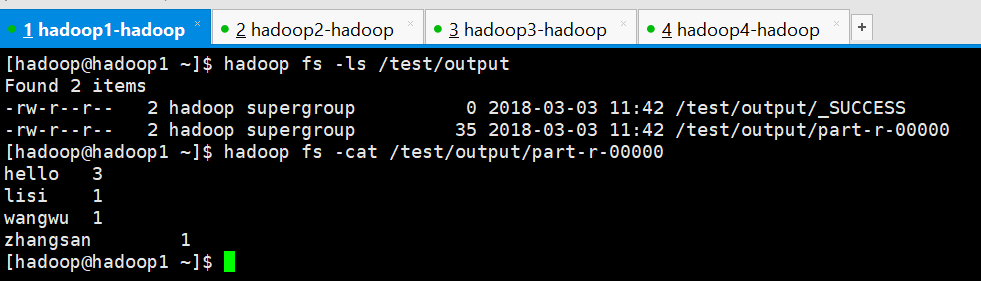 1 hadoop1-hadoop × 2 hadoop2-hadoop × 3 hadoop3-hadoop × 4 hadoop4-hadoop × +
[hadoop@hadoop1 ~]$ hadoop fs -ls /test/output
Found 2 items
-rw-r--r--   2 hadoop supergroup          0 2018-03-03 11:42 /test/output/_SUCCESS
-rw-r--r--   2 hadoop supergroup         35 2018-03-03 11:42 /test/output/part-r-00000
[hadoop@hadoop1 ~]$ hadoop fs -cat /test/output/part-r-00000
hello   3
lisi    1
wangwu  1
zhangsan        1
[hadoop@hadoop1 ~]$